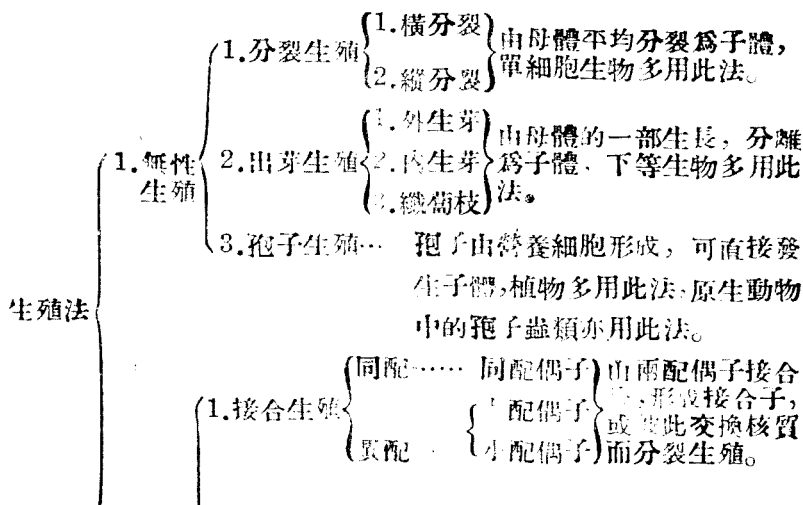 生殖法
1.無性
生殖
1.分裂生殖
1.橫分裂
2.縱分裂
由母體平均分裂爲子體，
單細胞生物多用此法。
2.出芽生殖
1.外生芽
2.內生芽
3.纖匐枝
由母體的一部生長，分離
爲子體，下等生物多用此
法。
3.孢子生殖… 孢子由營養細胞形成，可直接發
生子體，植物多用此法，原生動物
中的孢子蟲類亦用此法。
1.接合生殖
同配…… 同配偶子
異配
配偶子
小配偶子
由兩配偶子接合
，形成接合子，
或彼此交換核質
而分裂生殖。